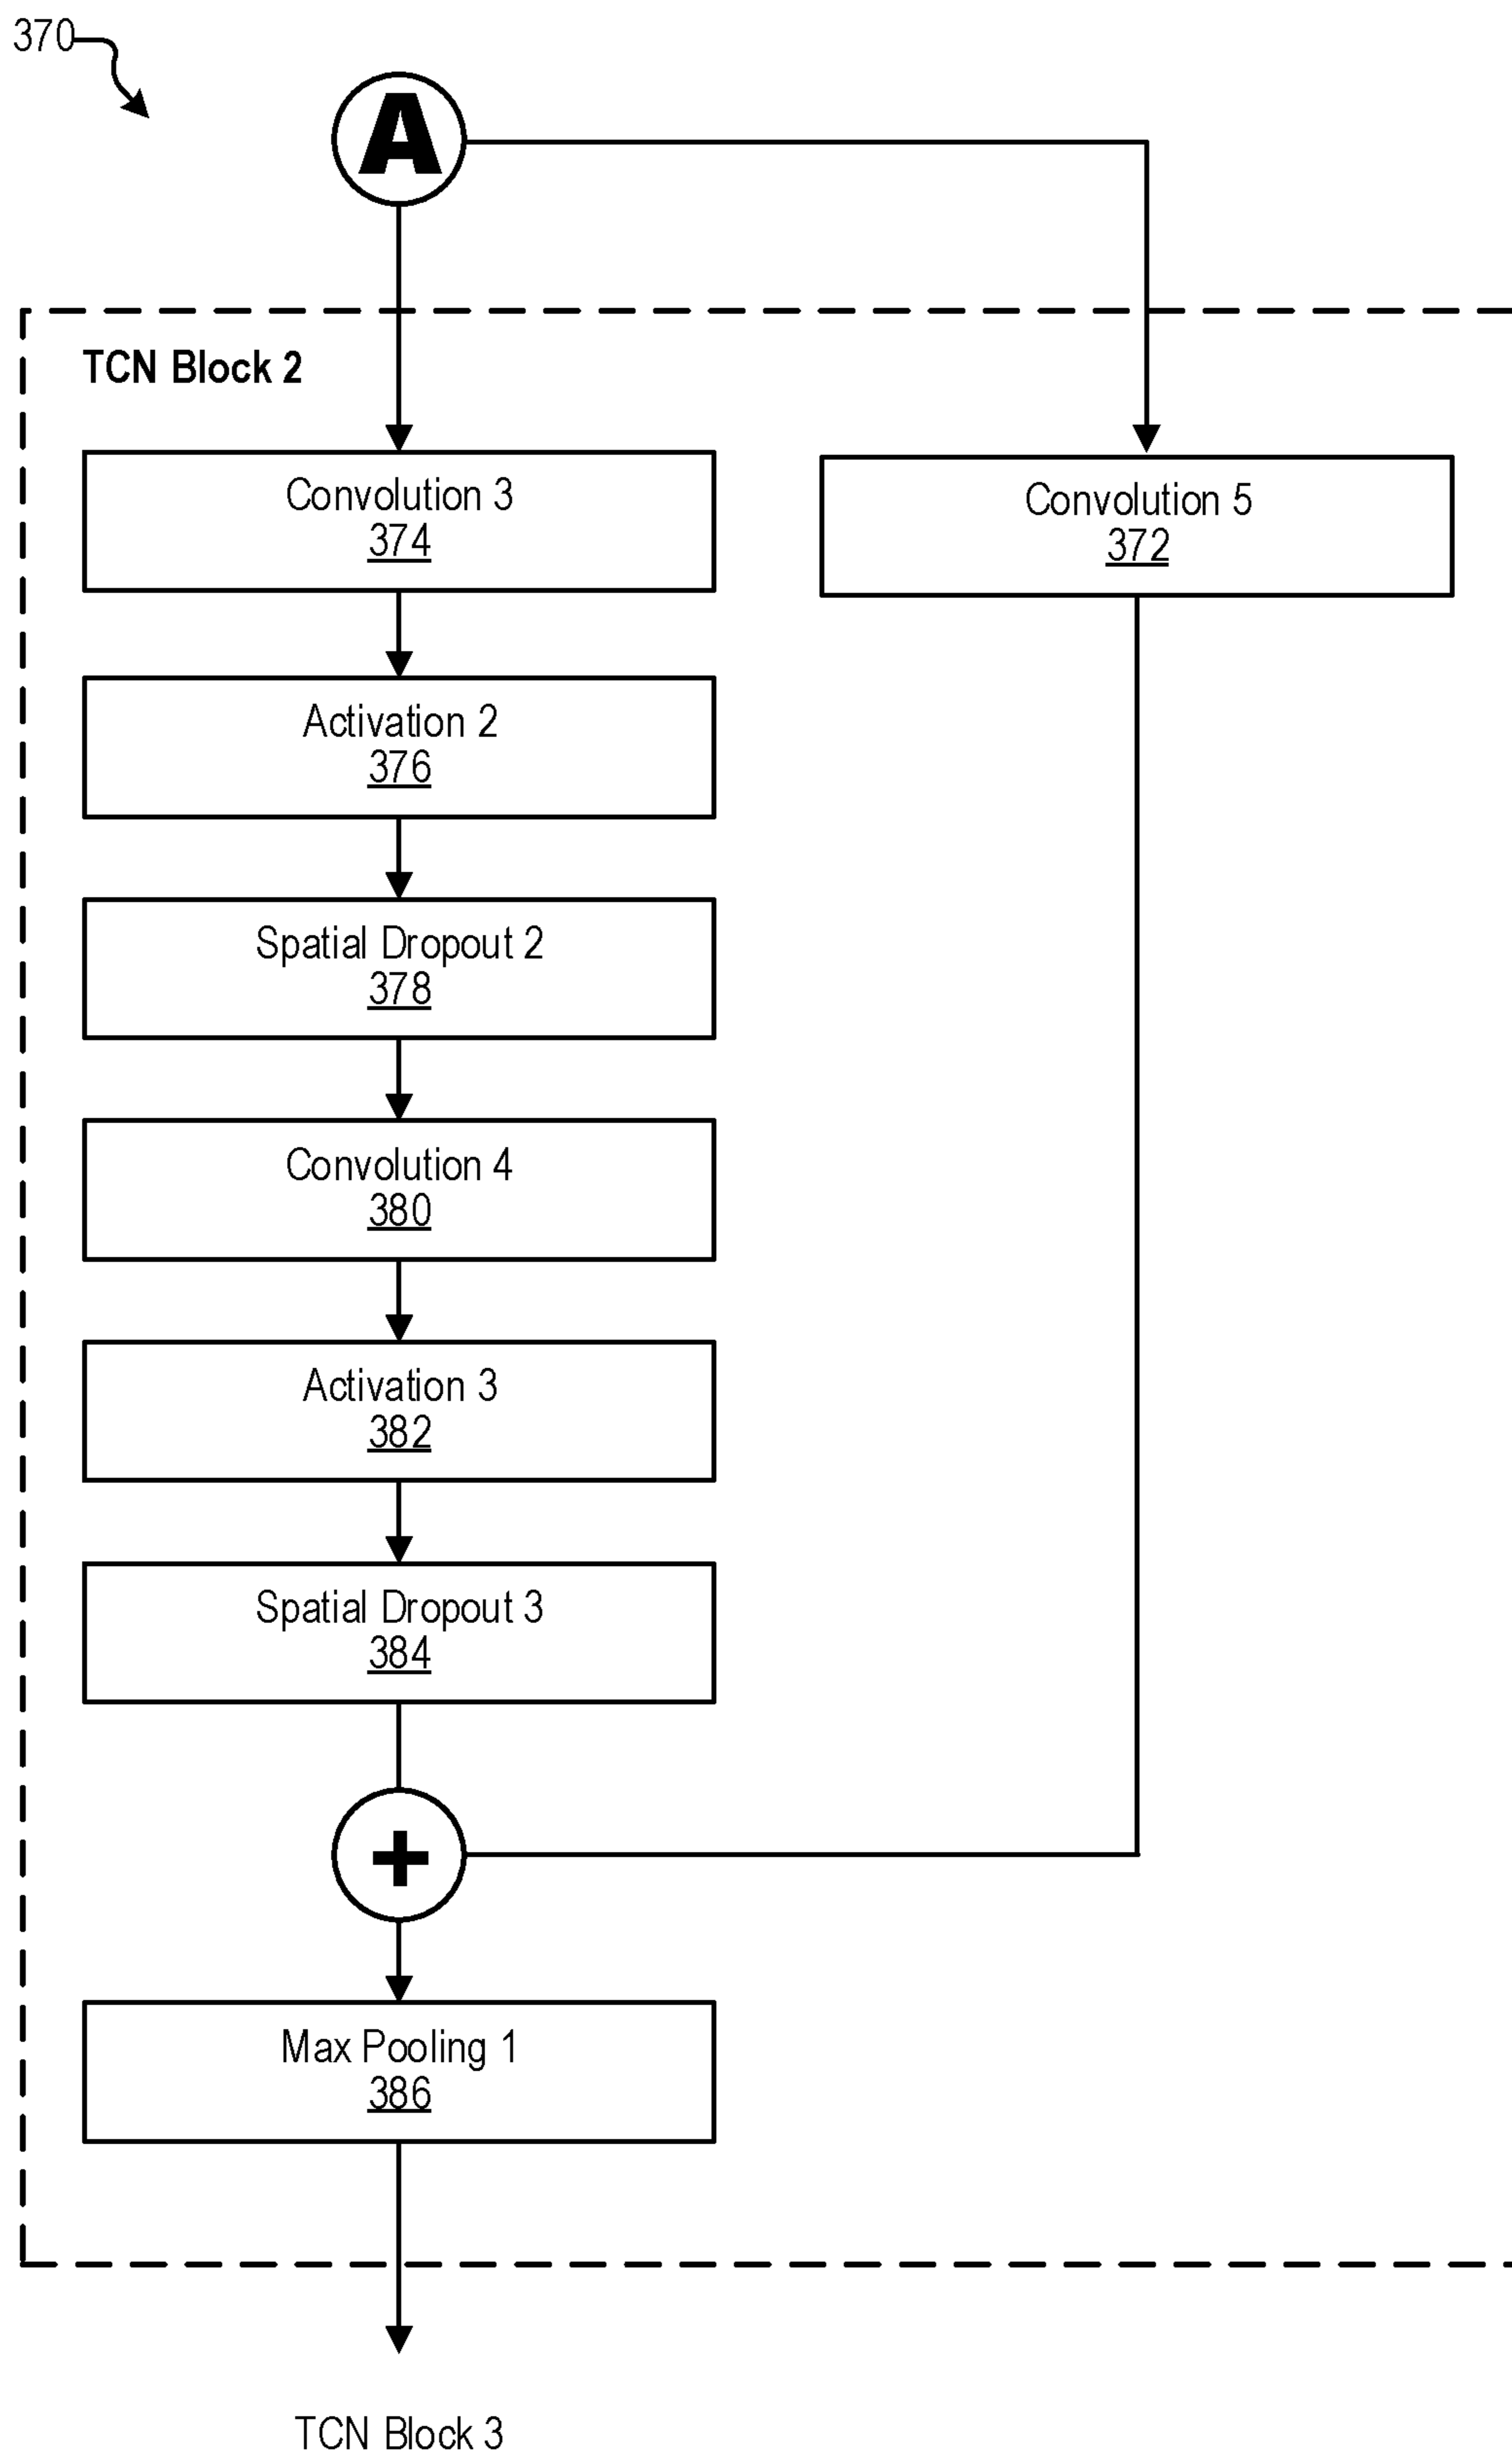 370
A
TCN Block 2
Convolution 3
374
Convolution 5
372
Activation 2
376
Spatial Dropout 2
378
Convolution 4
380
Activation 3
382
Spatial Dropout 3
384
+
Max Pooling 1
386
TCN Block 3